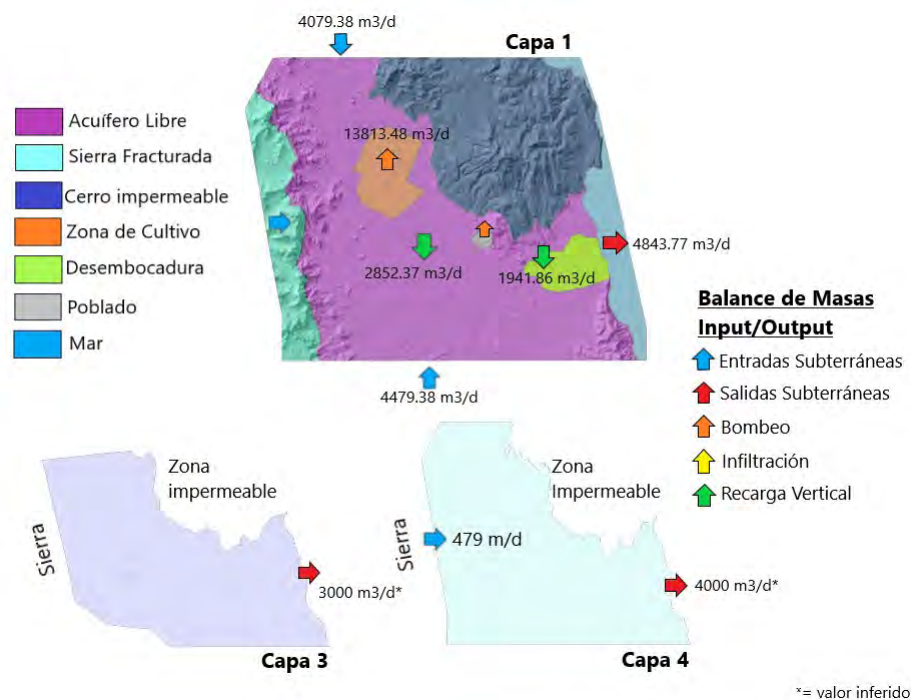 4079.38 m3/d
Capa 1
Acuífero Libre
Sierra Fracturada
Cerro impermeable
Zona de Cultivo
Desembocadura
Poblado
Mar
13813.48 m3/d
2852.37 m3/d
1941.86 m3/d
4843.77 m3/d
4479.38 m3/d
Balance de Masas
Input/Output
Entradas Subterráneas
Salidas Subterráneas
Bombeo
Infiltración
Recarga Vertical
Sierra
Zona
impermeable
3000 m3/d*
Capa 3
Sierra
Zona
Impermeable
479 m/d
4000 m3/d*
Capa 4
*= valor inferido